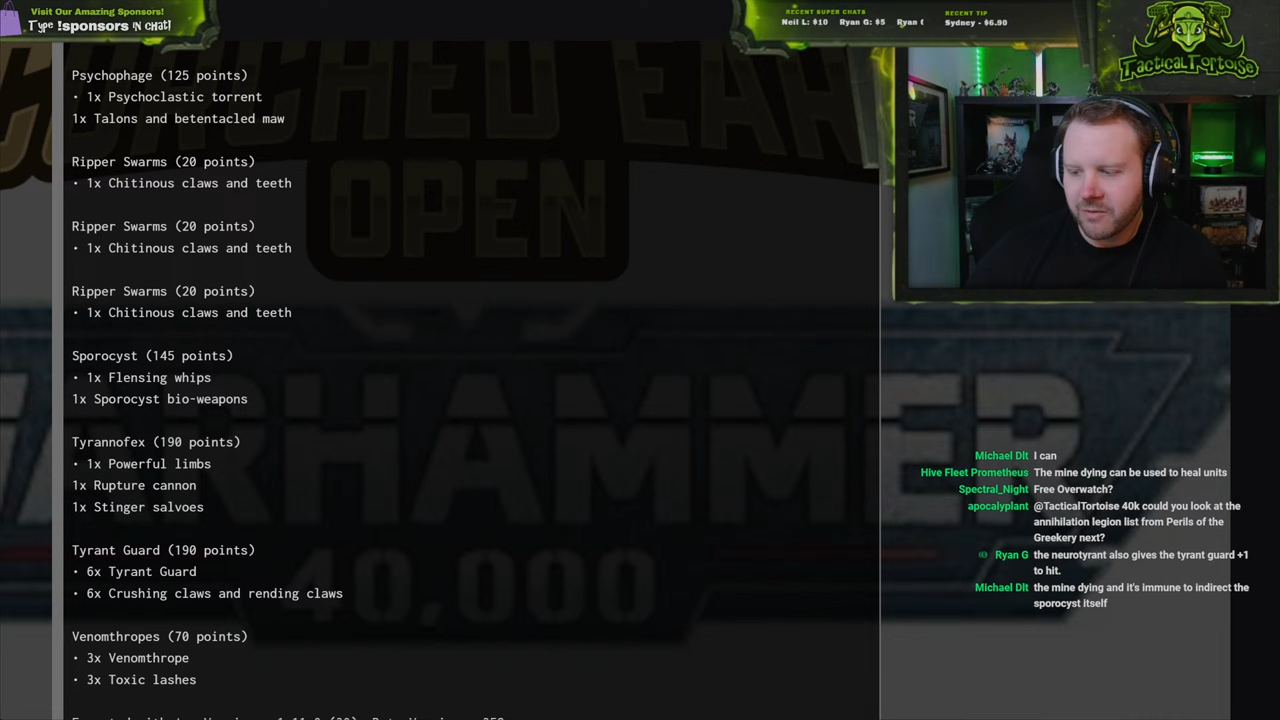 Visit Our Amazing Sponsors!
Type !sponsors in chat!
RECENT SUPER CHATS
Neil L: $10 Ryan G: $5 Ryan
RECENT TIP
Sydney - $6.90
TacticalTortoise
OPEN
WARHAMMER
40,000
Psychophage (125 points)
• 1x Psychoclastic torrent
1x Talons and betentacled maw
Ripper Swarms (20 points)
• 1x Chitinous claws and teeth
Ripper Swarms (20 points)
• 1x Chitinous claws and teeth
Ripper Swarms (20 points)
• 1x Chitinous claws and teeth
Sporocyst (145 points)
• 1x Flensing whips
1x Sporocyst bio-weapons
Tyrannofex (190 points)
• 1x Powerful limbs
1x Rupture cannon
1x Stinger salvoes
Tyrant Guard (190 points)
• 6x Tyrant Guard
• 6x Crushing claws and rending claws
Venomthropes (70 points)
• 3x Venomthrope
• 3x Toxic lashes
Michael Dlt I can
Hive Fleet Prometheus The mine dying can be used to heal units
Spectral_Night Free Overwatch?
apocalyplant @TacticalTortoise 40k could you look at the
annihilation legion list from Perils of the
Greekery next?
Ryan G the neurotyrant also gives the tyrant guard +1
to hit.
Michael Dlt the mine dying and it's immune to indirect the
sporocyst itself